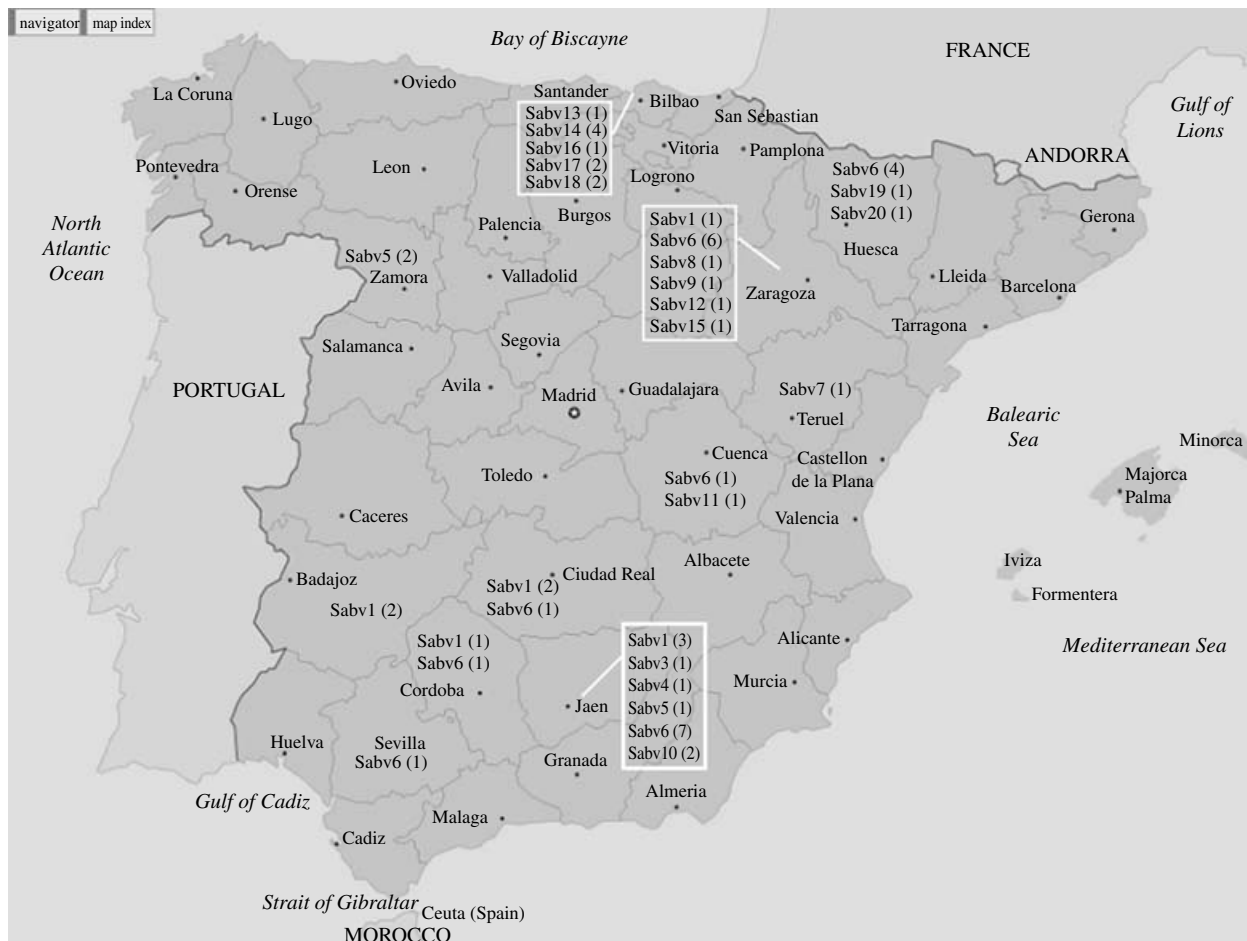 navigator map index
Bay of Biscayne
FRANCE
Gulf of
Lions
ANDORRA
La Coruna
Oviedo
Santander
Bilbao
San Sebastian
Lugo
Sabv13 (1)
Sabv14 (4)
Sabv16 (1)
Sabv17 (2)
Sabv18 (2)
Vitoria
Pamplona
Pontevedra
Leon
Logrono
Orense
Sabv6 (4)
Sabv19 (1)
Sabv20 (1)
Huesca
Gerona
North
Atlantic
Ocean
Palencia
Burgos
Sabv1 (1)
Sabv6 (6)
Sabv8 (1)
Sabv9 (1)
Sabv12 (1)
Sabv15 (1)
Sabv5 (2)
Zamora
Valladolid
Zaragoza
Lleida
Barcelona
Tarragona
Salamanca
Segovia
PORTUGAL
Avila
Madrid
Guadalajara
Sabv7 (1)
Teruel
Balearic
Sea
Minorca
Toledo
Cuenca
Sabv6 (1)
Sabv11 (1)
Castellon
de la Plana
Majorca
Palma
Caceres
Valencia
Iviza
Formentera
Badajoz
Sabv1 (2)
Ciudad Real
Sabv1 (2)
Sabv6 (1)
Albacete
Sabv1 (1)
Sabv6 (1)
Cordoba
Sabv1 (3)
Sabv3 (1)
Sabv4 (1)
Sabv5 (1)
Sabv6 (7)
Sabv10 (2)
Alicante
Mediterranean Sea
Murcia
Jaen
Huelva
Sevilla
Sabv6 (1)
Granada
Almeria
Gulf of Cadiz
Malaga
Cadiz
Strait of Gibraltar
Ceuta (Spain)
MOROCCO